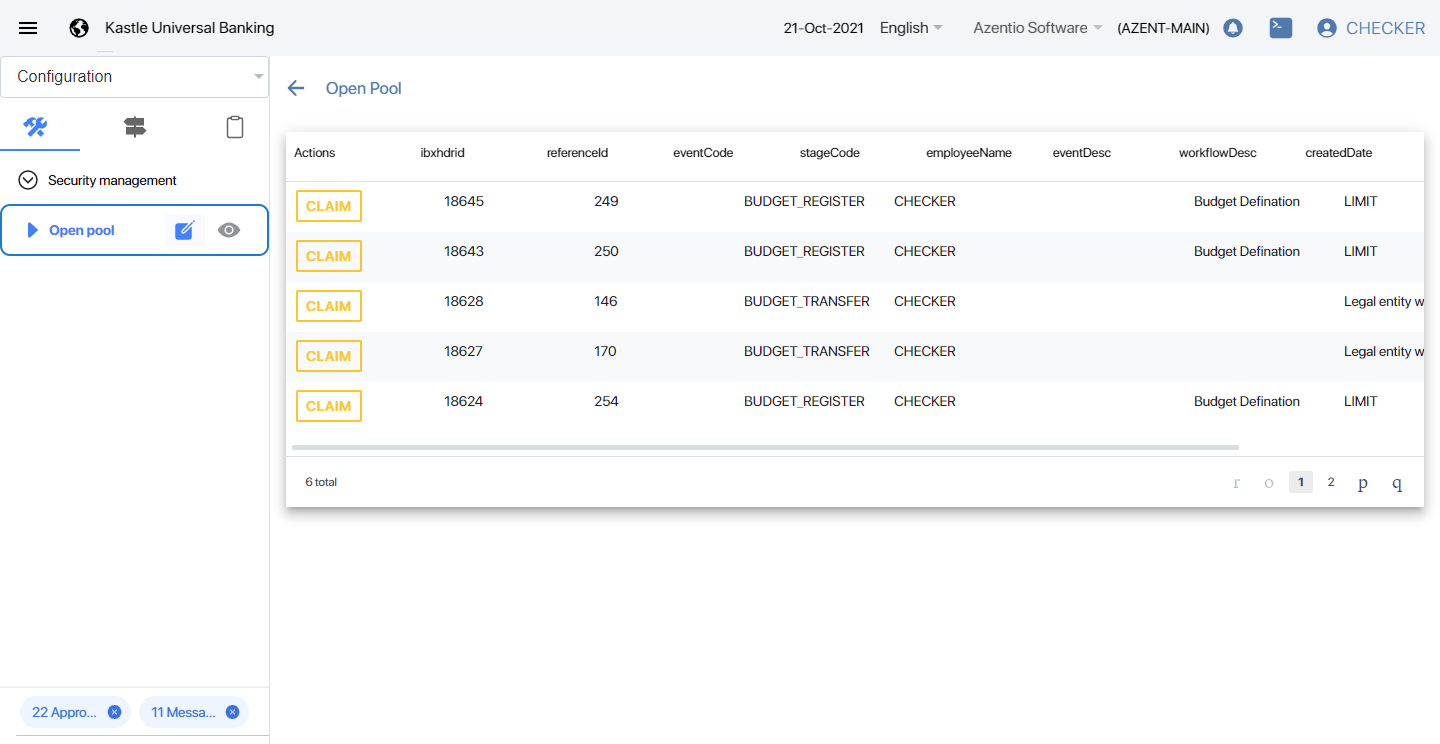 Kastle Universal Banking 21-Oct-2021 English Azentio Software (AZENT-MAIN) CHECKER
Configuration
Security management
Open pool
22 Appro...
11 Messa...
Open Pool
Actions ibxhdrid referenceId eventCode stageCode employeeName eventDesc workflowDesc createdDate
CLAIM 18645 249 BUDGET_REGISTER CHECKER Budget Defination LIMIT
CLAIM 18643 250 BUDGET_REGISTER CHECKER Budget Defination LIMIT
CLAIM 18628 146 BUDGET_TRANSFER CHECKER Legal entity w
CLAIM 18627 170 BUDGET_TRANSFER CHECKER Legal entity w
CLAIM 18624 254 BUDGET_REGISTER CHECKER Budget Defination LIMIT
6 total r o 1 2 p q